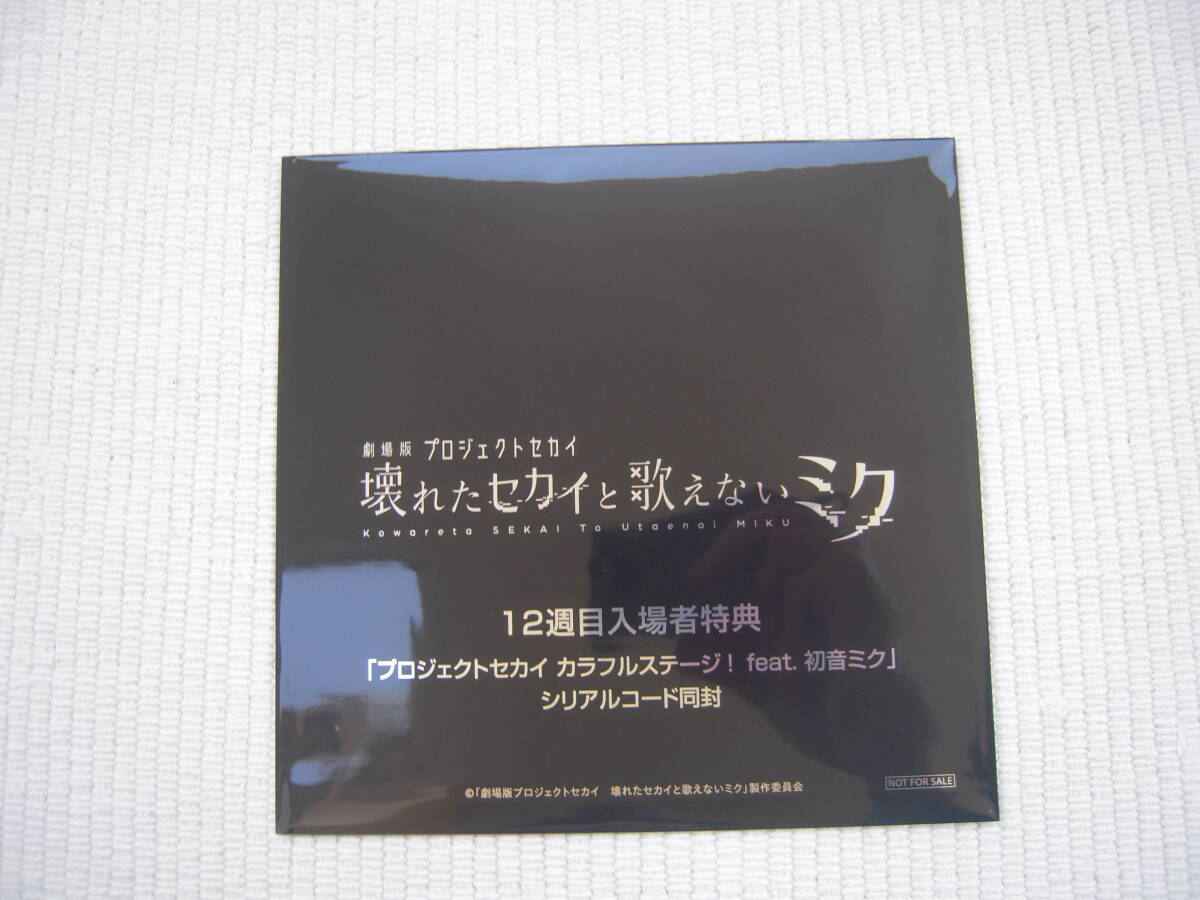 劇場版 プロジェクトセカイ
壊れたセカイと歌えないミク
Kowareta SEKAI To Utaenai MIKU
12週目入場者特典
「プロジェクトセカイ カラフルステージ！ feat. 初音ミク」
シリアルコード同封
©「劇場版プロジェクトセカイ　壊れたセカイと歌えないミク」製作委員会
NOT FOR SALE